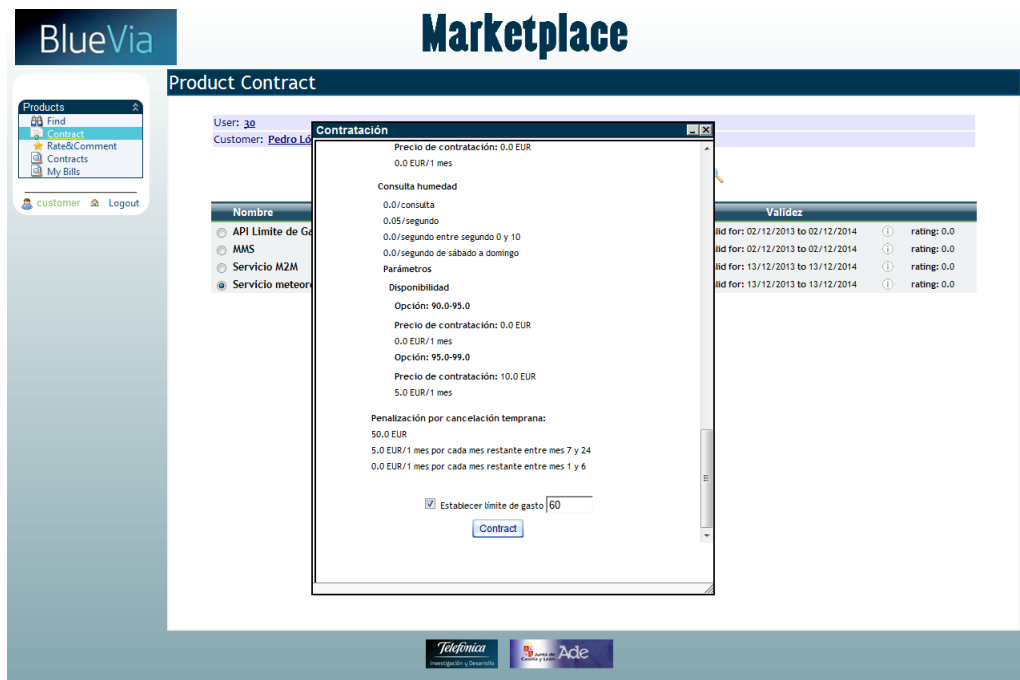 BlueVia
Marketplace
Product Contract
Products
Find
Contract
Rate&Comment
Contracts
My Bills
customer Logout
User: 30
Customer: Pedro Ló
Nombre Validez
API Limite de Ga lid for: 02/12/2013 to 02/12/2014 rating: 0.0
MMS lid for: 02/12/2013 to 02/12/2014 rating: 0.0
Servicio M2M lid for: 13/12/2013 to 13/12/2014 rating: 0.0
Servicio meteor lid for: 13/12/2013 to 13/12/2014 rating: 0.0
Contratación
Precio de contratación: 0.0 EUR
0.0 EUR/1 mes
Consulta humedad
0.0/consulta
0.05/segundo
0.0/segundo entre segundo 0 y 10
0.0/segundo de sábado a domingo
Parámetros
Disponibilidad
Opción: 90.0-95.0
Precio de contratación: 0.0 EUR
0.0 EUR/1 mes
Opción: 95.0-99.0
Precio de contratación: 10.0 EUR
5.0 EUR/1 mes
Penalización por cancelación temprana:
50.0 EUR
5.0 EUR/1 mes por cada mes restante entre mes 7 y 24
0.0 EUR/1 mes por cada mes restante entre mes 1 y 6
Establecer límite de gasto 60
Contract
Telefónica
Investigación y Desarrollo
Junta de
Castilla y León
Ade